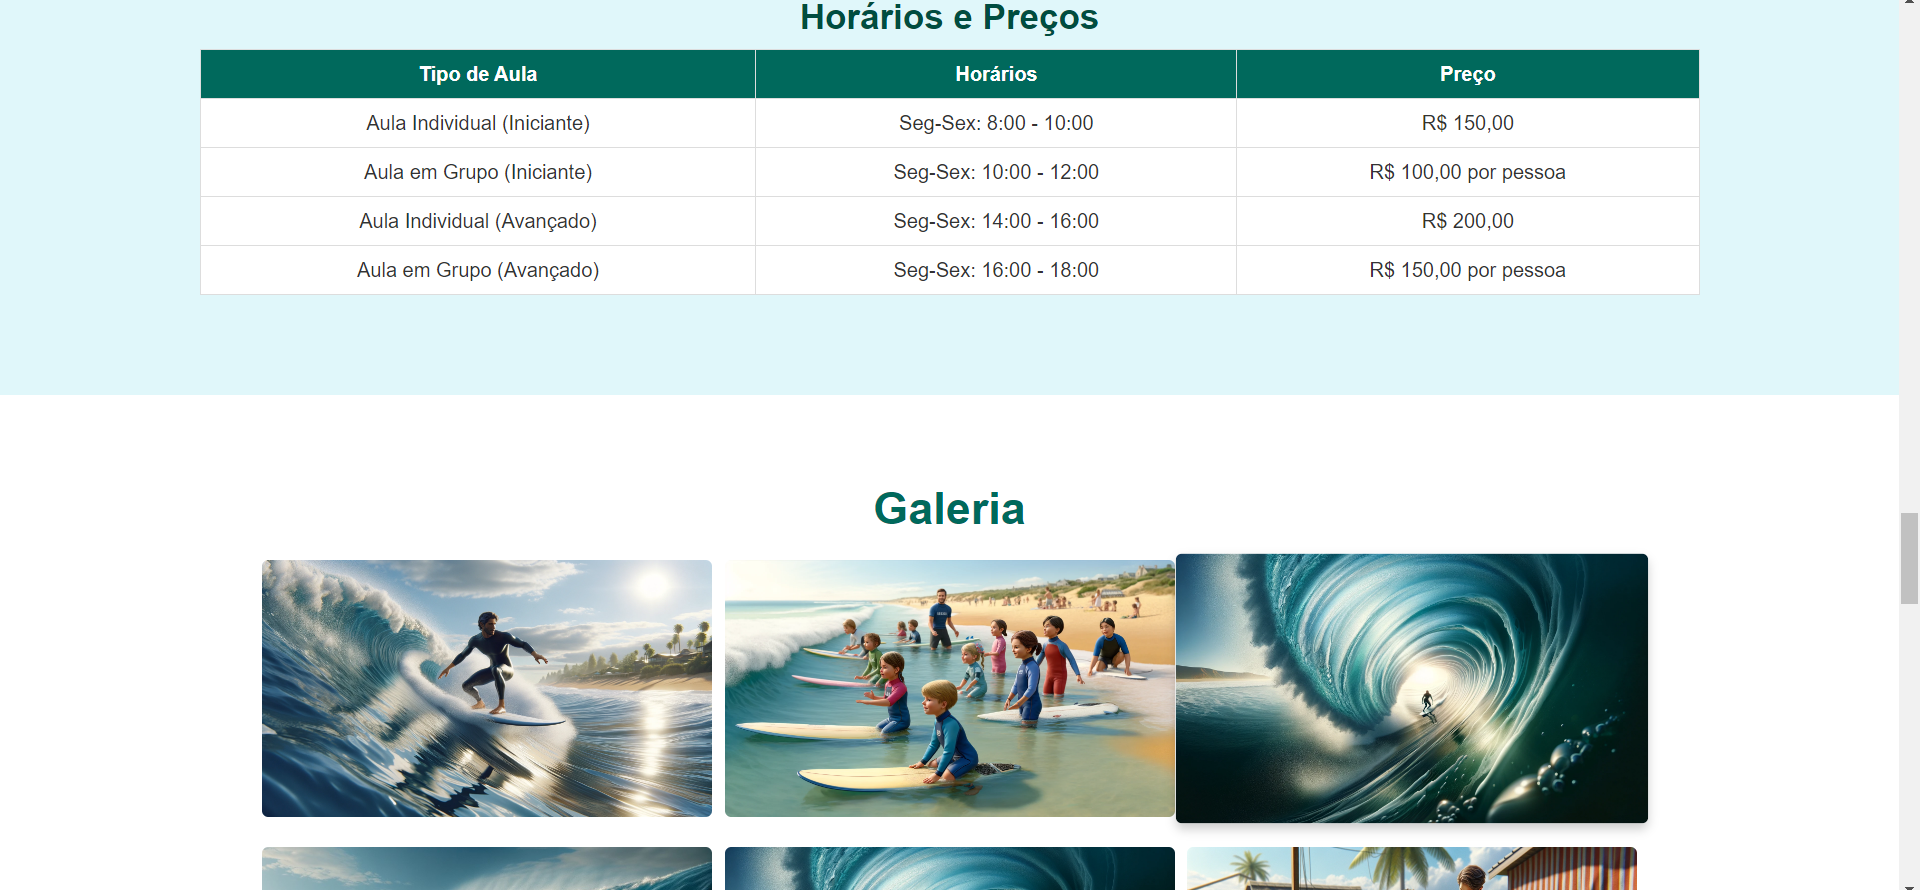 Horários e Preços
Tipo de Aula Horários Preço
Aula Individual (Iniciante) Seg-Sex: 8:00 - 10:00 R$ 150,00
Aula em Grupo (Iniciante) Seg-Sex: 10:00 - 12:00 R$ 100,00 por pessoa
Aula Individual (Avançado) Seg-Sex: 14:00 - 16:00 R$ 200,00
Aula em Grupo (Avançado) Seg-Sex: 16:00 - 18:00 R$ 150,00 por pessoa
Galeria